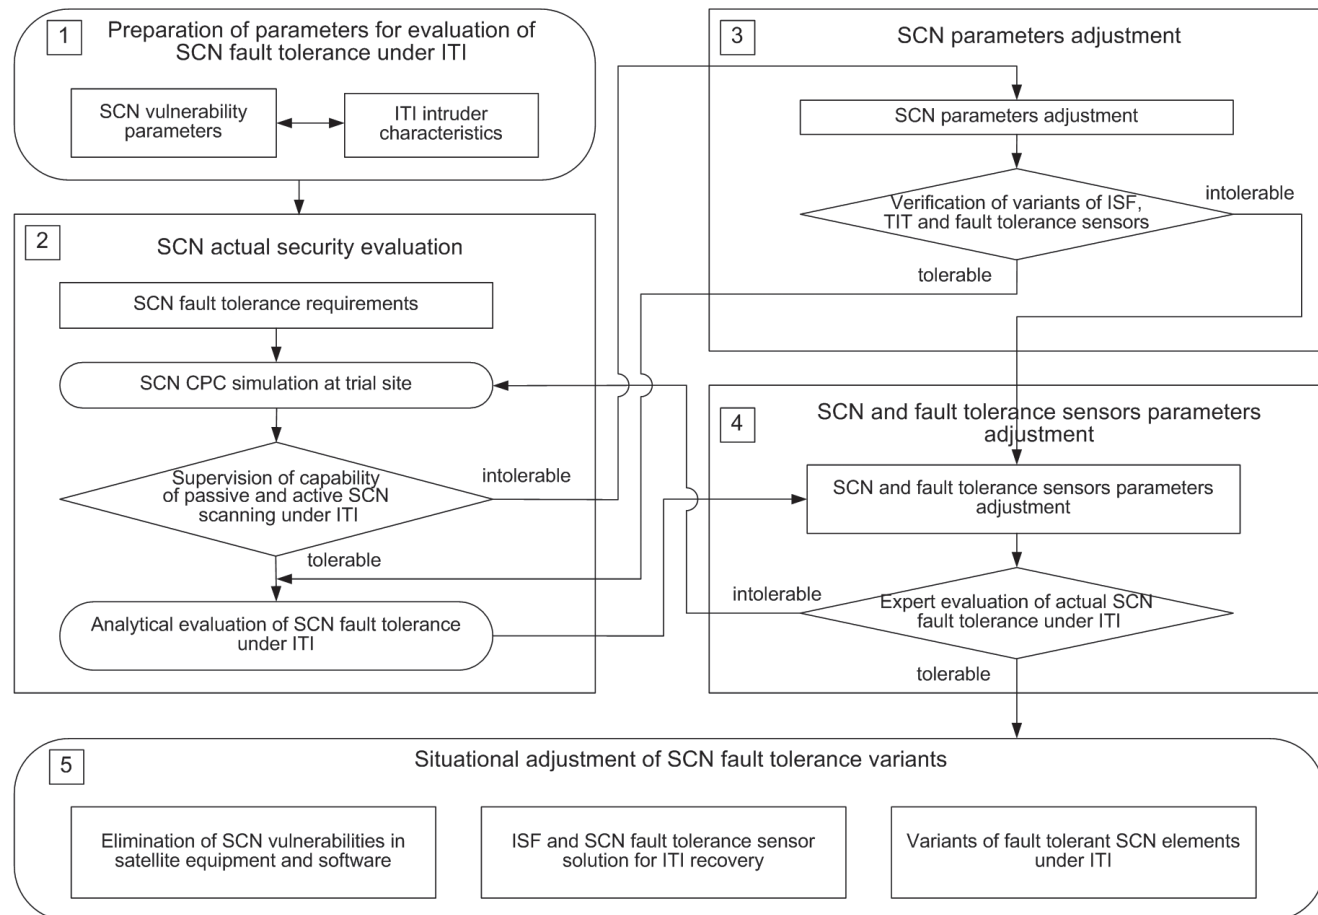 1
Preparation of parameters for evaluation of
SCN fault tolerance under ITI
SCN vulnerability
parameters
ITI intruder
characteristics
2
SCN actual security evaluation
SCN fault tolerance requirements
SCN CPC simulation at trial site
Supervision of capability
of passive and active SCN
scanning under ITI
intolerable
tolerable
Analytical evaluation of SCN fault tolerance
under ITI
3
SCN parameters adjustment
SCN parameters adjustment
Verification of variants of ISF,
TIT and fault tolerance sensors
intolerable
tolerable
4
SCN and fault tolerance sensors parameters
adjustment
SCN and fault tolerance sensors parameters
adjustment
intolerable
Expert evaluation of actual SCN
fault tolerance under ITI
tolerable
5
Situational adjustment of SCN fault tolerance variants
Elimination of SCN vulnerabilities in
satellite equipment and software
ISF and SCN fault tolerance sensor
solution for ITI recovery
Variants of fault tolerant SCN elements
under ITI